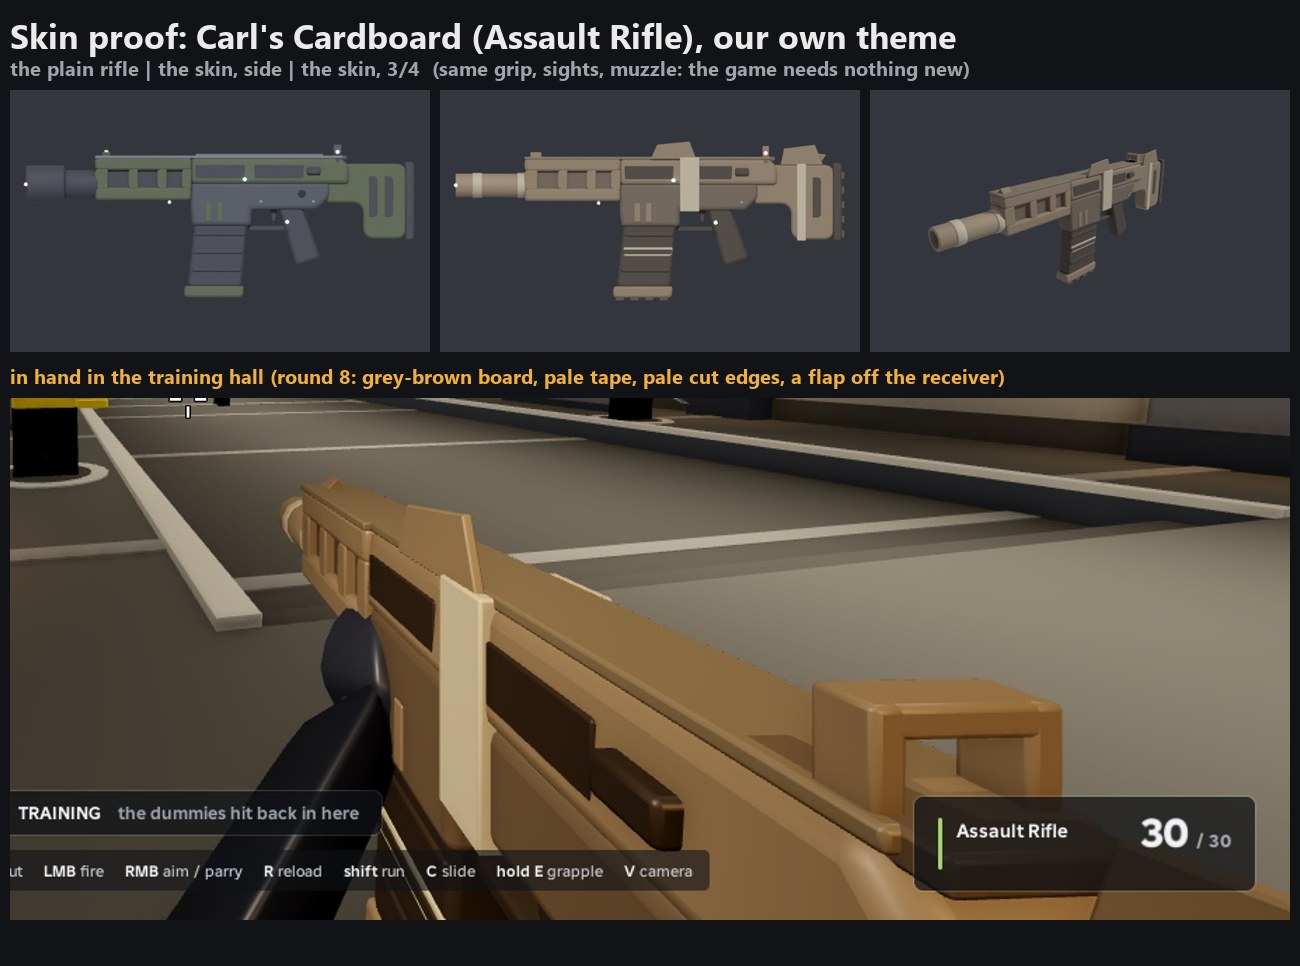 Skin proof: Carl's Cardboard (Assault Rifle), our own theme
the plain rifle | the skin, side | the skin, 3/4 (same grip, sights, muzzle: the game needs nothing new)
in hand in the training hall (round 8: grey-brown board, pale tape, pale cut edges, a flap off the receiver)
TRAINING the dummies hit back in here
Assault Rifle 30 / 30
ut LMB fire RMB aim / parry R reload shift run C slide hold E grapple V camera